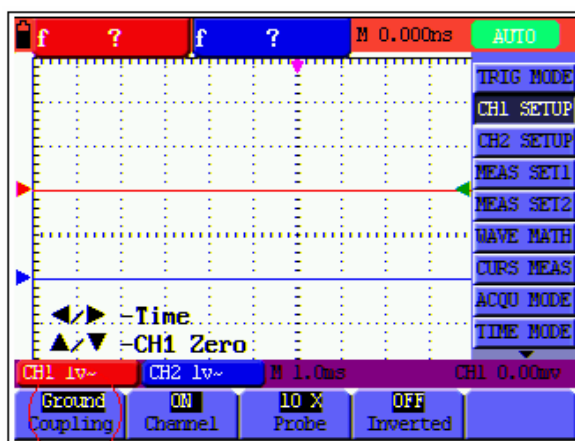 f ? f ? M 0.000ns AUTO
TRIG MODE
CH1 SETUP
CH2 SETUP
MEAS SET1
MEAS SET2
WAVE MATH
CURS MEAS
ACQU MODE
TIME MODE
◀/▶ -Time
▲/▼ -CH1 Zero
CH1 1v~ CH2 1v~ M 1.0ms CH1 0.00mv
Ground ON 10 X OFF
Coupling Channel Probe Inverted